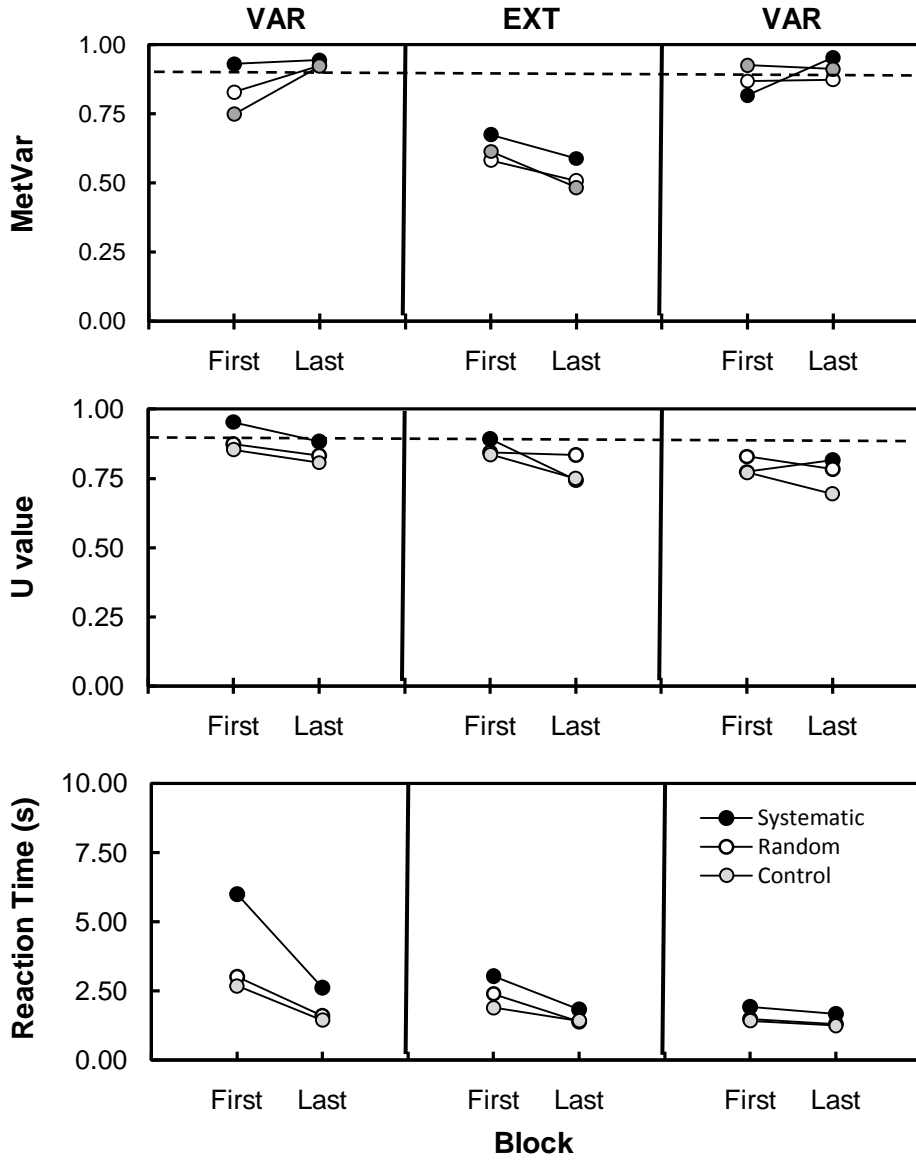 VAR EXT VAR
MetVar
1.00
0.75
0.50
0.25
0.00
First Last First Last First Last
U value
1.00
0.75
0.50
0.25
0.00
First Last First Last First Last
Reaction Time (s)
10.00
7.50
5.00
2.50
0.00
Systematic
Random
Control
First Last First Last First Last
Block